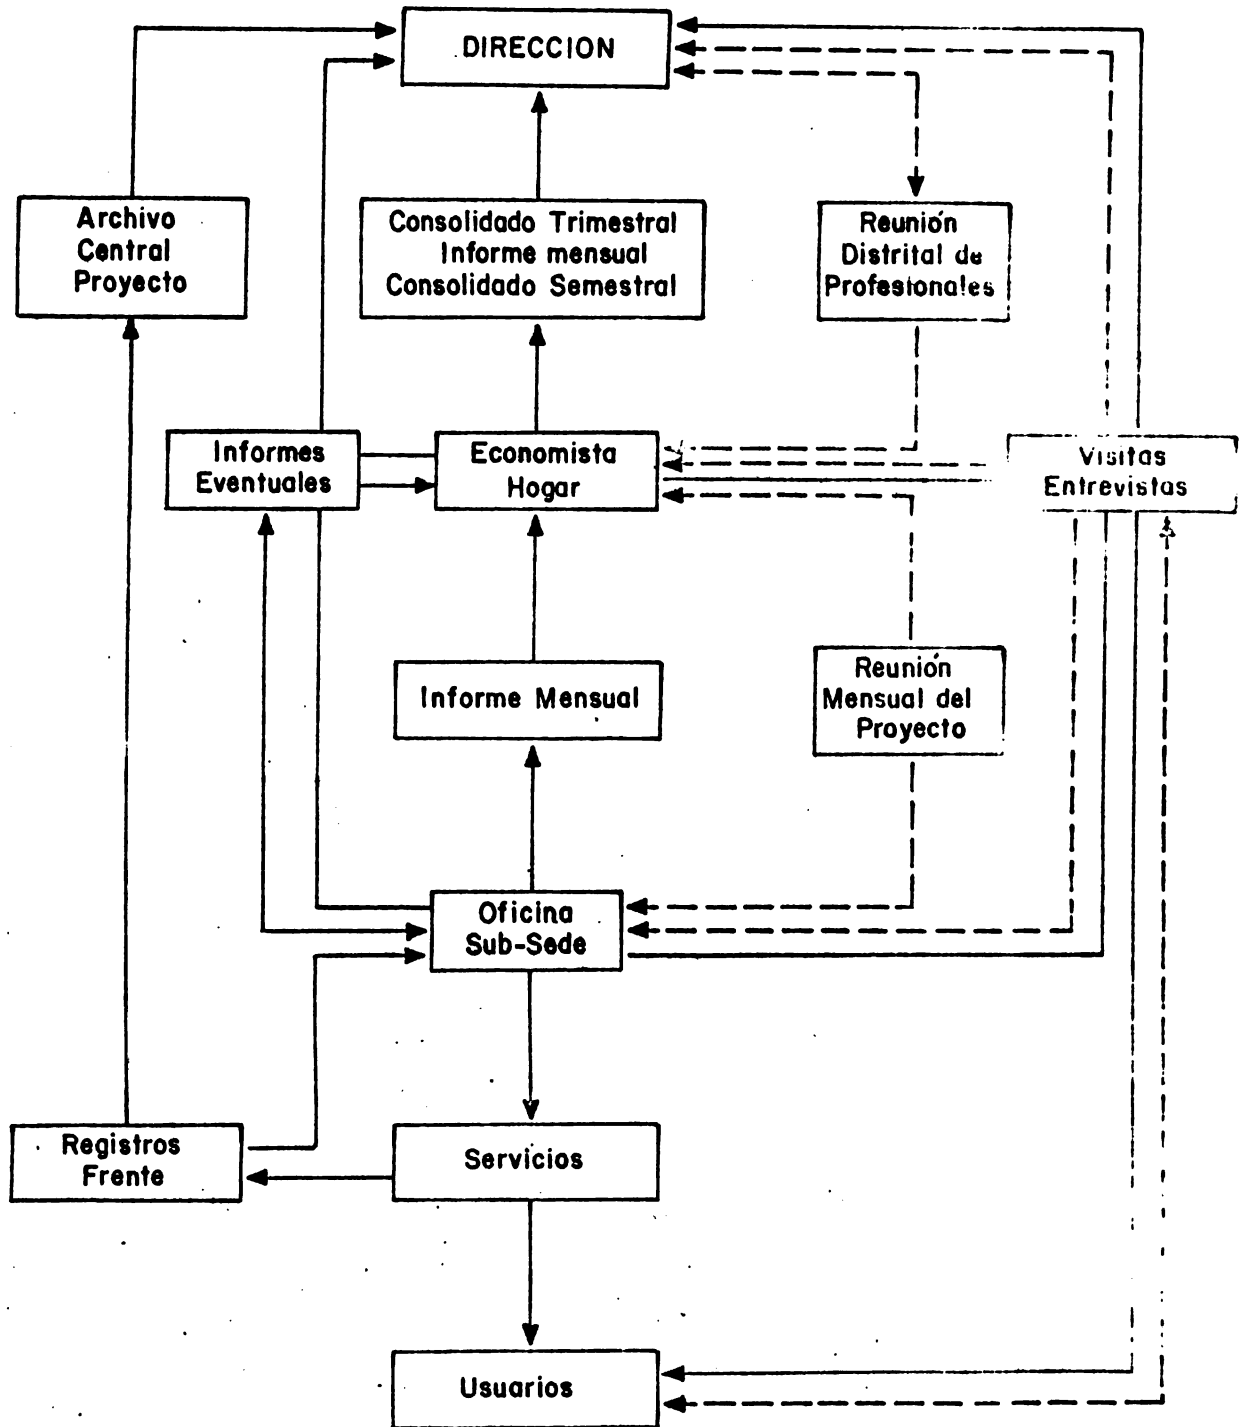 DIRECCION
Archivo
Central
Proyecto
Consolidado Trimestral
Informe mensual
Consolidado Semestral
Reunión
Distrital de
Profesionales
Informes
Eventuales
Economista
Hogar
Visitas
Entrevistas
Informe Mensual
Reunión
Mensual del
Proyecto
Oficina
Sub-Sede
Registros
Frente
Servicios
Usuarios